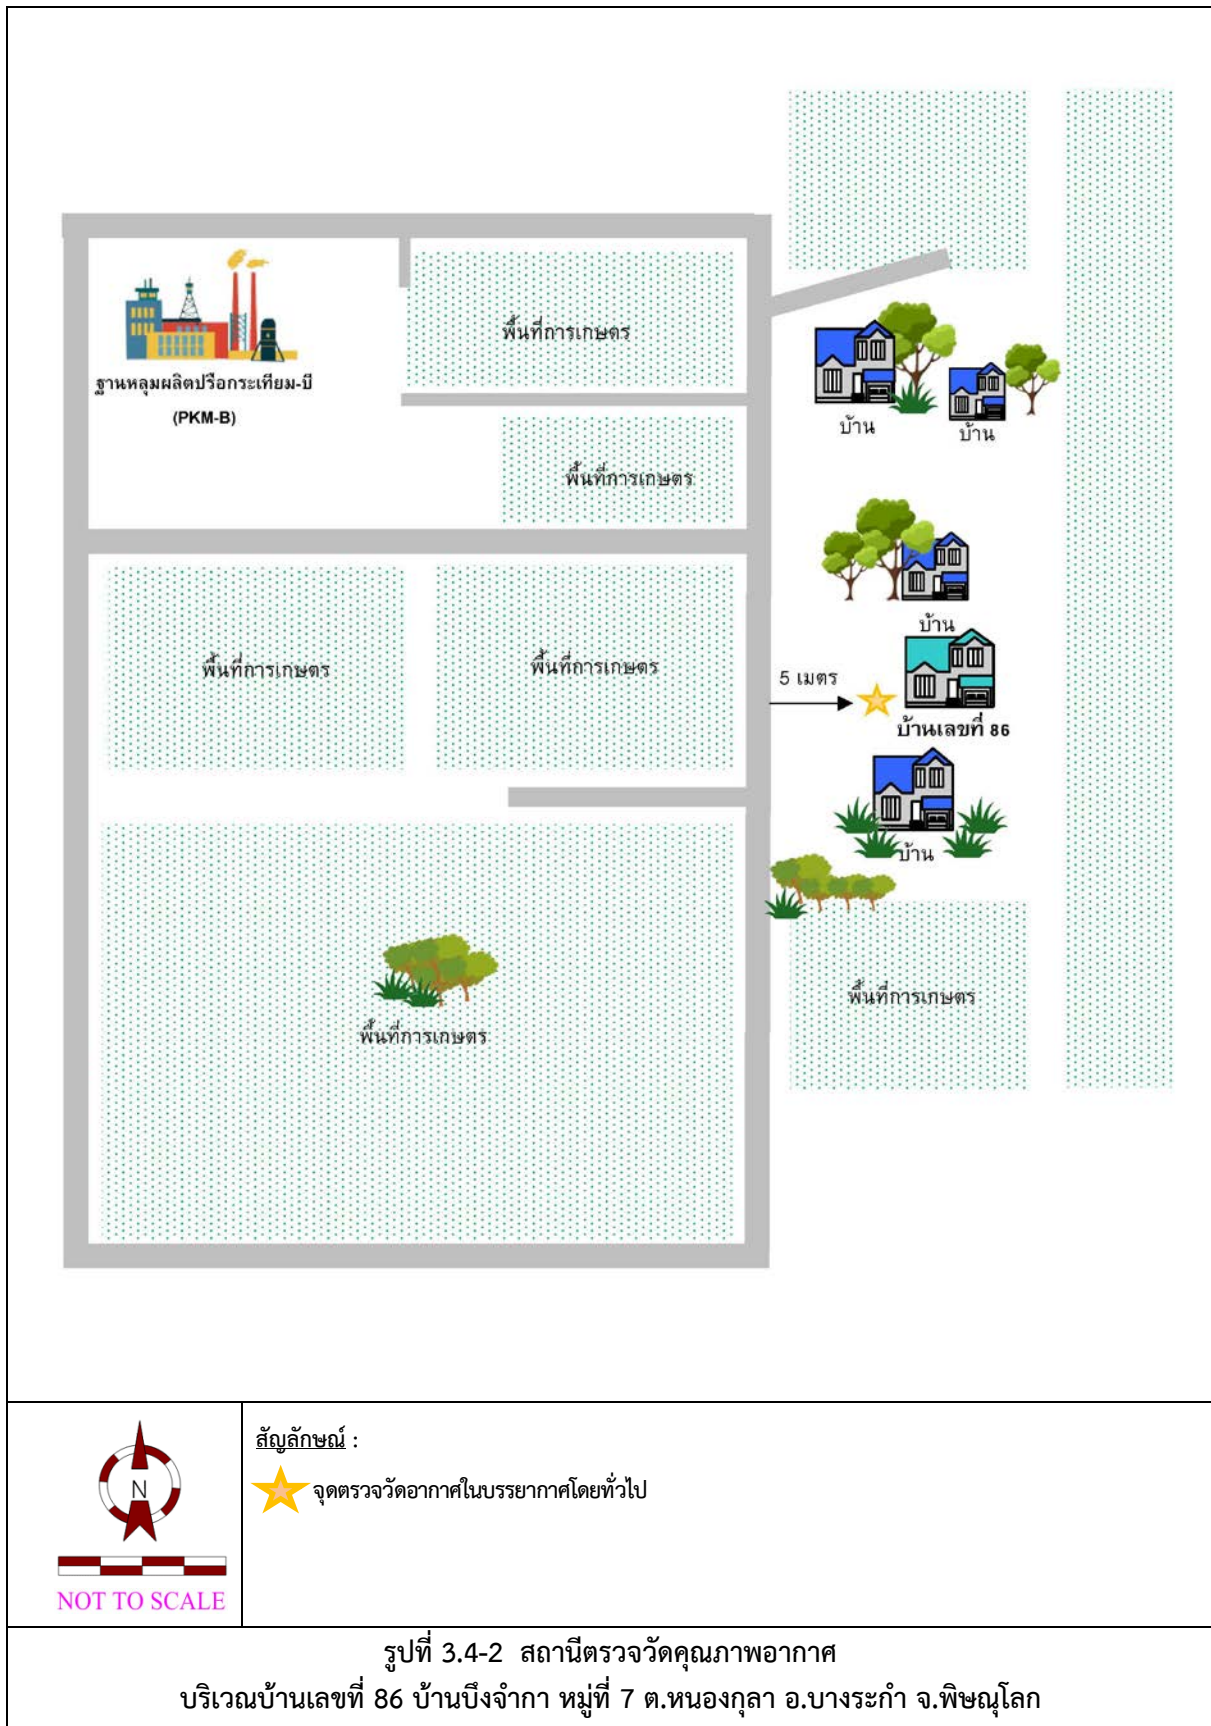 ฐานหลุมผลิตปรือกระเทียม-บี
(PKM-B)
พื้นที่การเกษตร
พื้นที่การเกษตร
บ้าน
บ้าน
พื้นที่การเกษตร
พื้นที่การเกษตร
บ้าน
5 เมตร
บ้านเลขที่ 86
บ้าน
พื้นที่การเกษตร
พื้นที่การเกษตร
N
NOT TO SCALE
สัญลักษณ์ :
จุดตรวจวัดอากาศในบรรยากาศโดยทั่วไป
รูปที่ 3.4-2 สถานีตรวจวัดคุณภาพอากาศ
บริเวณบ้านเลขที่ 86 บ้านบึงจำกา หมู่ที่ 7 ต.หนองกุลา อ.บางระกำ จ.พิษณุโลก